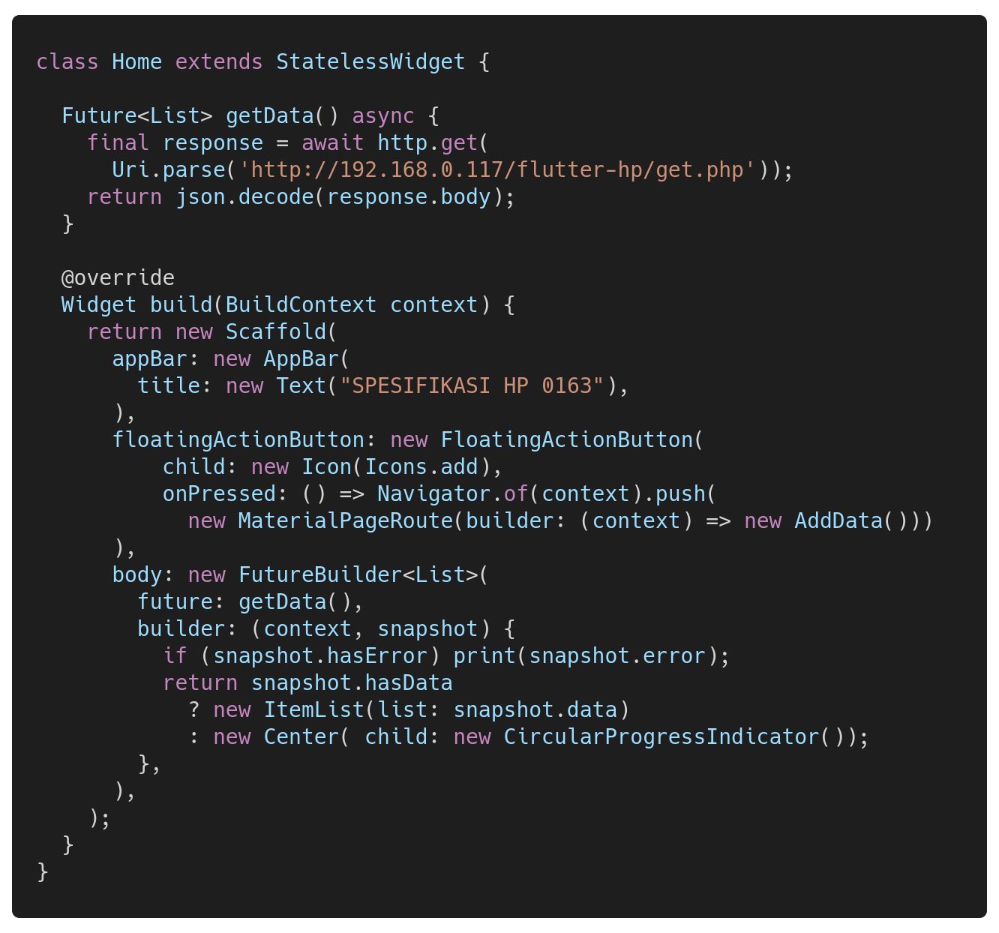 class Home extends StatelessWidget {

  Future<List> getData() async {
    final response = await http.get(
      Uri.parse('http://192.168.0.117/flutter-hp/get.php'));
    return json.decode(response.body);
  }

  @override
  Widget build(BuildContext context) {
    return new Scaffold(
      appBar: new AppBar(
        title: new Text("SPESIFIKASI HP 0163"),
      ),
      floatingActionButton: new FloatingActionButton(
          child: new Icon(Icons.add),
          onPressed: () => Navigator.of(context).push(
            new MaterialPageRoute(builder: (context) => new AddData()))
      ),
      body: new FutureBuilder<List>(
        future: getData(),
        builder: (context, snapshot) {
          if (snapshot.hasError) print(snapshot.error);
          return snapshot.hasData
            ? new ItemList(list: snapshot.data)
            : new Center( child: new CircularProgressIndicator());
        },
      ),
    );
  }
}